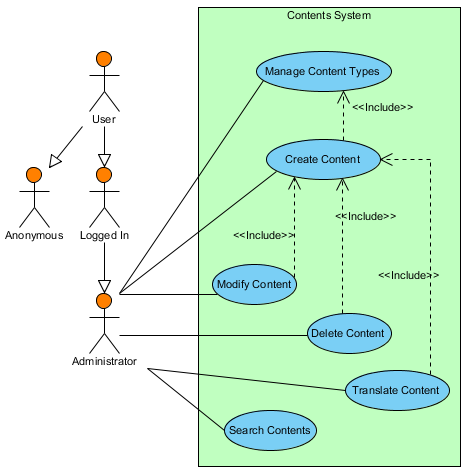 Contents System
Manage Content Types
<<Include>>
User
Create Content
Anonymous
Logged In
<<Include>>
<<Include>>
<<Include>>
Modify Content
Delete Content
Administrator
Translate Content
Search Contents